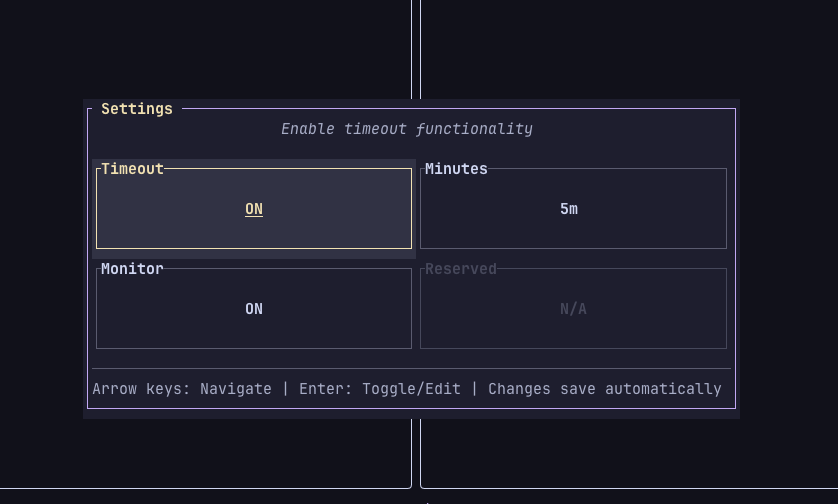 Settings
Enable timeout functionality
Timeout
Minutes
ON
5m
Monitor
Reserved
ON
N/A
Arrow keys: Navigate | Enter: Toggle/Edit | Changes save automatically